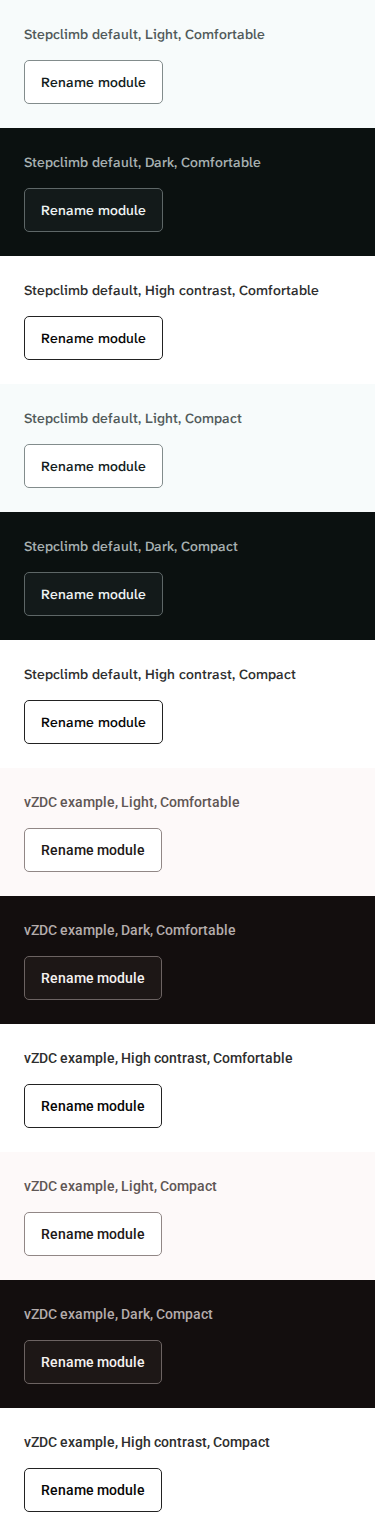 Stepclimb default, Light, Comfortable
Rename module
Stepclimb default, Dark, Comfortable
Rename module
Stepclimb default, High contrast, Comfortable
Rename module
Stepclimb default, Light, Compact
Rename module
Stepclimb default, Dark, Compact
Rename module
Stepclimb default, High contrast, Compact
Rename module
vZDC example, Light, Comfortable
Rename module
vZDC example, Dark, Comfortable
Rename module
vZDC example, High contrast, Comfortable
Rename module
vZDC example, Light, Compact
Rename module
vZDC example, Dark, Compact
Rename module
vZDC example, High contrast, Compact
Rename module